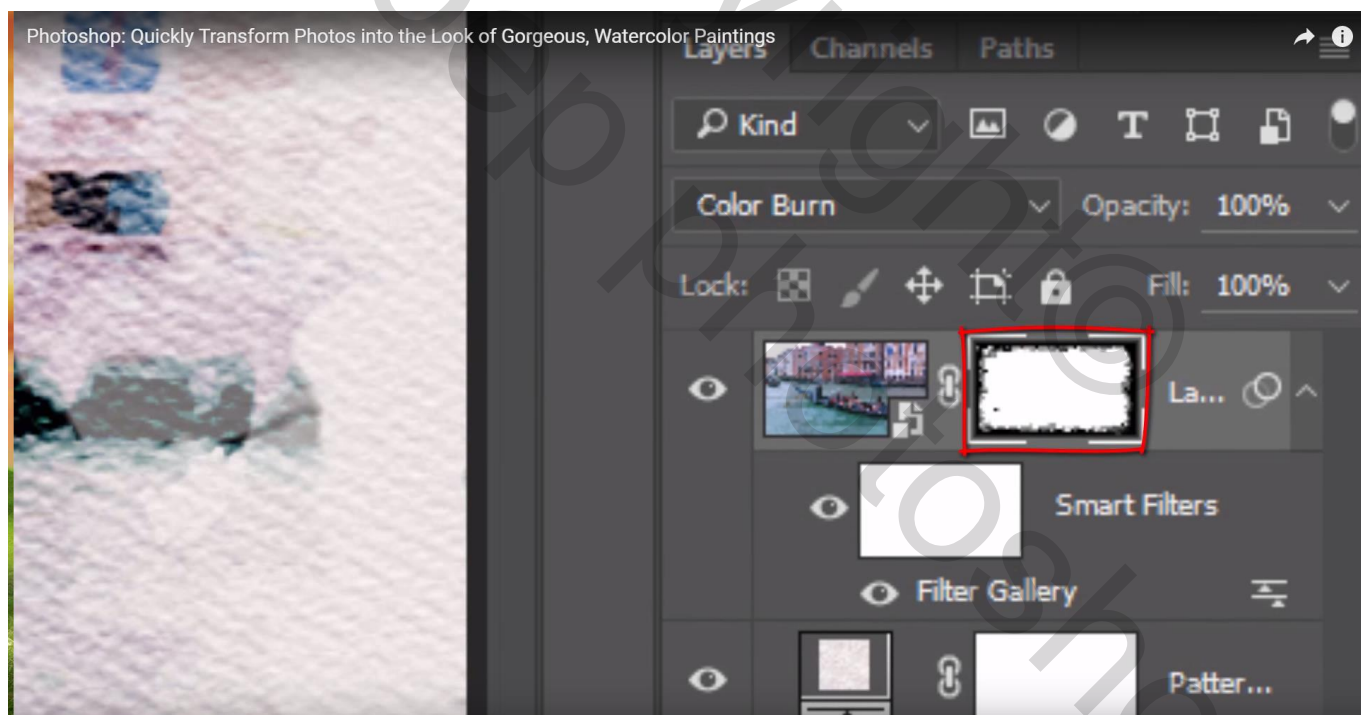 Photoshop: Quickly Transform Photos into the Look of Gorgeous, Watercolor Paintings
Layers Channels Paths
Kind
Color Burn Opacity: 100%
Lock: Fill: 100%
La...
Smart Filters
Filter Gallery
Patter...